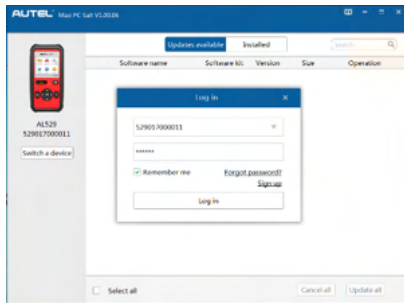 AUTEL Maxi PC Suit V1.00.06
Updates available Installed
Search
Software name Software kit Version Size Operation
Log in
AL529
529017000011
Switch a device
529017000011
******
Remember me Forgot password?
Sign up
Log in
Select all Cancel all Update all